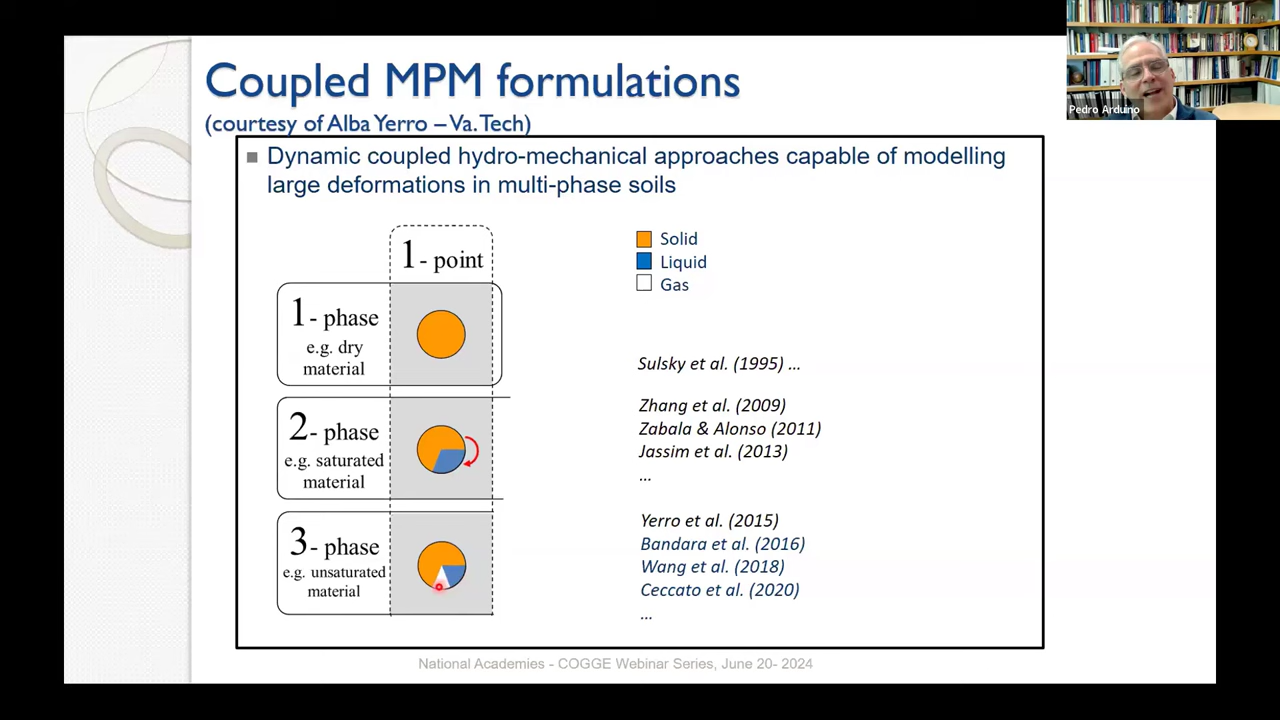 Coupled MPM formulations
(courtesy of Alba Yerro – Va. Tech)
Dynamic coupled hydro-mechanical approaches capable of modelling
large deformations in multi-phase soils
1- point
Solid
Liquid
Gas
1- phase
e.g. dry
material
Sulsky et al. (1995) ...
2- phase
e.g. saturated
material
Zhang et al. (2009)
Zabala & Alonso (2011)
Jassim et al. (2013)
...
3- phase
e.g. unsaturated
material
Yerro et al. (2015)
Bandara et al. (2016)
Wang et al. (2018)
Ceccato et al. (2020)
...
National Academies - COGGE Webinar Series, June 20- 2024
Pedro Arduino